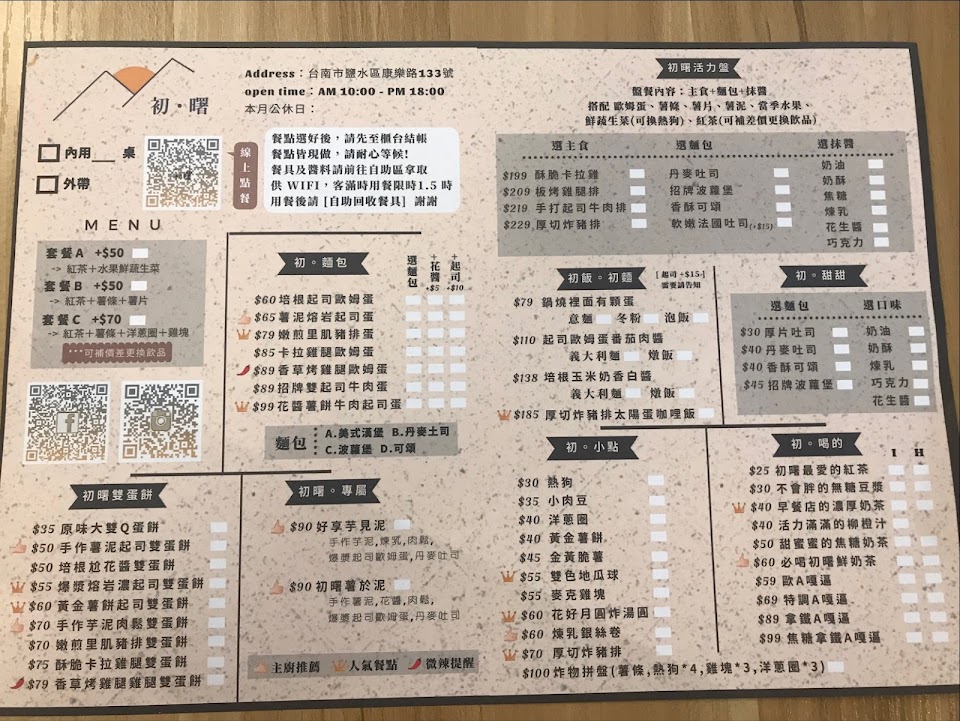 初・曙
Address：台南市鹽水區康樂路133號
open time：AM 10:00 - PM 18:00
本月公休日：
內用 桌
外帶
線上點餐
餐點選好後，請先至櫃台結帳
餐點皆現做，請耐心等候!
餐具及醬料請前往自助區拿取
供 WIFI，客滿時用餐限時1.5 時
用餐後請 [自助回收餐具] 謝謝
MENU
套餐A +$50
-> 紅茶+水果鮮蔬生菜
套餐B +$50
-> 紅茶+薯條+薯片
套餐C +$70
-> 紅茶+薯條+洋蔥圈+雞塊
***可補價差更換飲品
初。麵包
選麵包
+花醬 +$5
+起司 +$10
$60 培根起司歐姆蛋
$65 薯泥熔岩起司蛋
$79 嫩煎里肌豬排蛋
$85 卡拉雞腿歐姆蛋
$89 香草烤雞腿歐姆蛋
$89 招牌雙起司牛肉蛋
$99 花醬薯餅牛肉起司蛋
麵包
A.美式漢堡 B.丹麥土司
C.波蘿堡 D.可頌
初曙雙蛋餅
$35 原味大雙Q蛋餅
$50 手作薯泥起司雙蛋餅
$50 培根尬花醬雙蛋餅
$55 爆漿熔岩濃起司雙蛋餅
$60 黃金薯餅起司雙蛋餅
$70 手作芋泥肉鬆雙蛋餅
$70 嫩煎里肌豬排雙蛋餅
$75 酥脆卡拉雞腿雙蛋餅
$79 香草烤雞腿雞腿雙蛋餅
初曙。專屬
$90 好享芋見泥
手作芋泥,煉乳,肉鬆,
爆漿起司歐姆蛋,丹麥吐司
$90 初曙薯於泥
手作薯泥,花醬,肉鬆,
爆漿起司歐姆蛋,丹麥吐司
主廚推薦 人氣餐點 微辣提醒
初曙活力盤
盤餐內容：主食+麵包+抹醬
搭配 歐姆蛋、薯條、薯片、薯泥、當季水果、
鮮蔬生菜(可換熱狗)、紅茶(可補差價更換飲品)
選主食 選麵包 選抹醬
$199 酥脆卡拉雞 丹麥吐司 奶油
$209 板烤雞腿排 招牌波蘿堡 奶酥
$219 手打起司牛肉排 香酥可頌 焦糖
$229 厚切炸豬排 軟嫩法國吐司(+$15) 煉乳
花生醬
巧克力
初飯。初麵
[ 起司 +$15-]
需要請告知
$79 鍋燒裡面有顆蛋
意麵 冬粉 泡飯
$110 起司歐姆蛋番茄肉醬
義大利麵 燉飯
$138 培根玉米奶香白醬
義大利麵 燉飯
$185 厚切炸豬排太陽蛋咖哩飯
初。甜甜
選麵包 選口味
$30 厚片吐司 奶油
$40 丹麥吐司 奶酥
$40 香酥可頌 煉乳
$45 招牌波蘿堡 巧克力
花生醬
初。小點
$30 熱狗
$35 小肉豆
$40 洋蔥圈
$40 黃金薯餅
$45 金黃脆薯
$55 雙色地瓜球
$55 麥克雞塊
$60 花好月圓炸湯圓
$60 煉乳銀絲卷
$70 厚切炸豬排
$100 炸物拼盤(薯條,熱狗*4,雞塊*3,洋蔥圈*3)
初。喝的
I H
$25 初曙最愛的紅茶
$30 不會胖的無糖豆漿
$40 早餐店的濃厚奶茶
$40 活力滿滿的柳橙汁
$50 甜蜜蜜的焦糖奶茶
$60 必喝初曙鮮奶茶
$59 歐A嘎逼
$69 特調A嘎逼
$89 拿鐵A嘎逼
$99 焦糖拿鐵A嘎逼